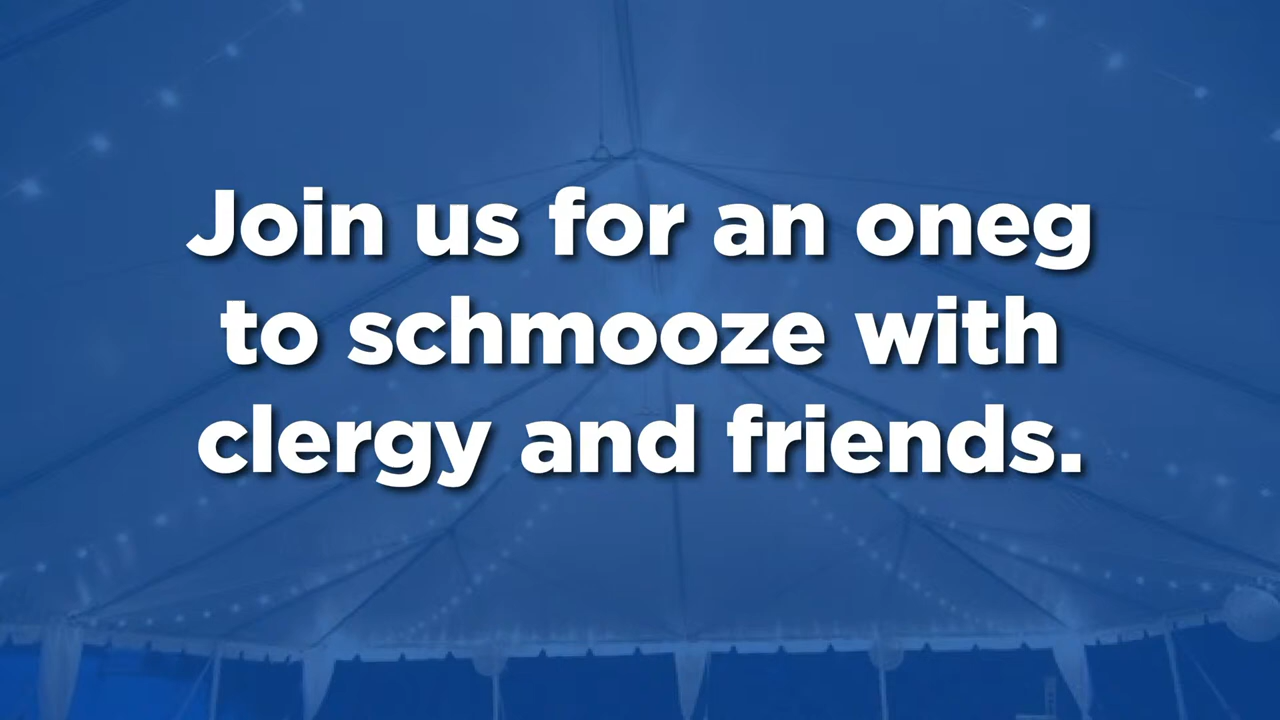 Join us for an oneg
to schmooze with
clergy and friends.